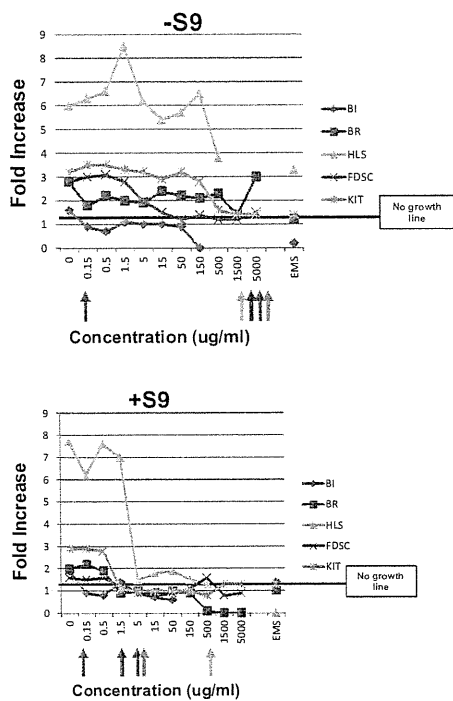 -S9
Fold Increase
9
8
7
6
5
4
3
2
1
0
0
0.15
0.5
1.5
5
15
50
150
500
1500
5000
EMS
Concentration (ug/ml)
BI
BR
HLS
FDSC
KIT
No growth
line
+S9
Fold Increase
9
8
7
6
5
4
3
2
1
0
0
0.15
0.5
1.5
5
15
50
150
500
1500
5000
EMS
Concentration (ug/ml)
BI
BR
HLS
FDSC
KIT
No growth
line